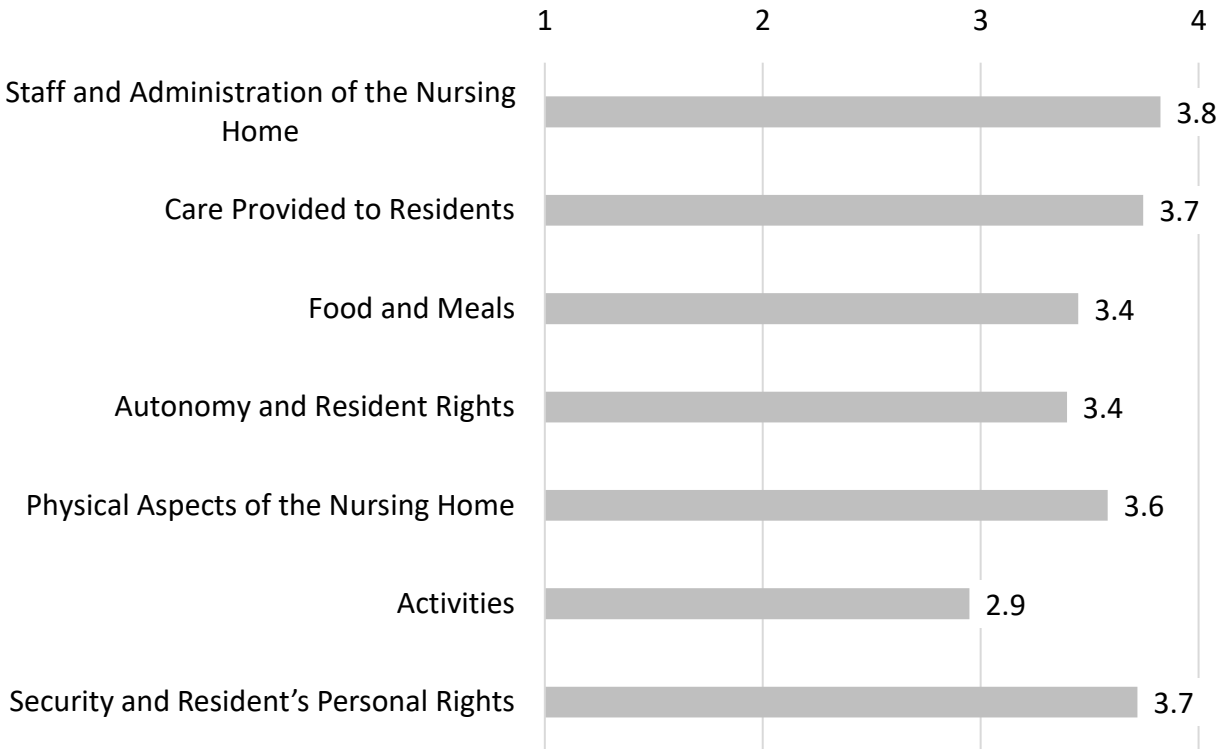 1 2 3 4
Staff and Administration of the Nursing
Home
3.8
Care Provided to Residents
3.7
Food and Meals
3.4
Autonomy and Resident Rights
3.4
Physical Aspects of the Nursing Home
3.6
Activities
2.9
Security and Resident’s Personal Rights
3.7